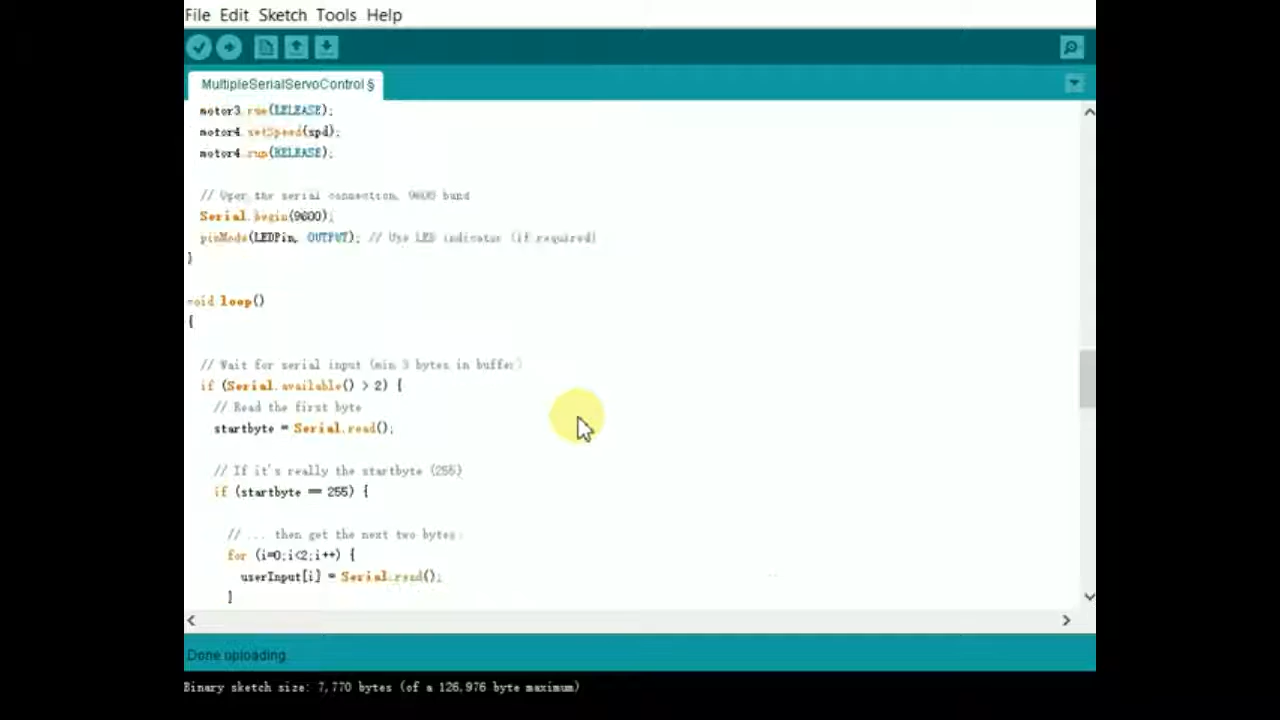 File Edit Sketch Tools Help
MultipleSerialServoControl §
motor3.run(RELEASE);
motor4.setSpeed(spd);
motor4.run(RELEASE);
// Open the serial connection, 9600 baud
Serial.begin(9600);
pinMode(LEDPin, OUTPUT); // Use LED indicator (if required)
}
void loop()
{
// Wait for serial input (min 3 bytes in buffer)
if (Serial.available() > 2) {
// Read the first byte
startbyte = Serial.read();
// If it's really the startbyte (255)
if (startbyte == 255) {
// ... then get the next two bytes
for (i=0;i<2;i++) {
userInput[i] = Serial.read();
}
Done uploading.
Binary sketch size: 7,770 bytes (of a 126,976 byte maximum)